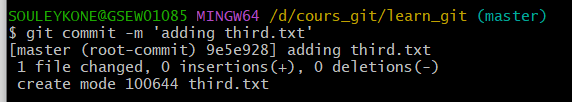 SOULEYKONE@GSEW01085 MINGW64 /d/cours_git/learn_git (master)
$ git commit -m 'adding third.txt'
[master (root-commit) 9e5e928] adding third.txt
 1 file changed, 0 insertions(+), 0 deletions(-)
 create mode 100644 third.txt